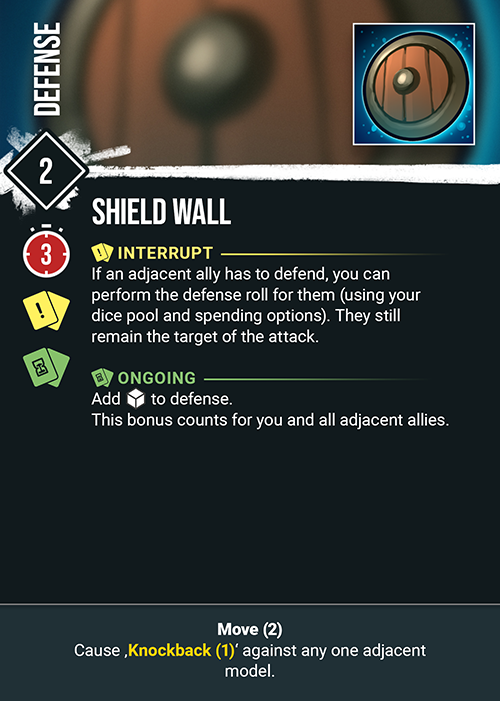 DEFENSE
2
SHIELD WALL
3
INTERRUPT
If an adjacent ally has to defend, you can
perform the defense roll for them (using your
dice pool and spending options). They still
remain the target of the attack.
ONGOING
Add to defense.
This bonus counts for you and all adjacent allies.
Move (2)
Cause ‚Knockback (1)‘ against any one adjacent
model.